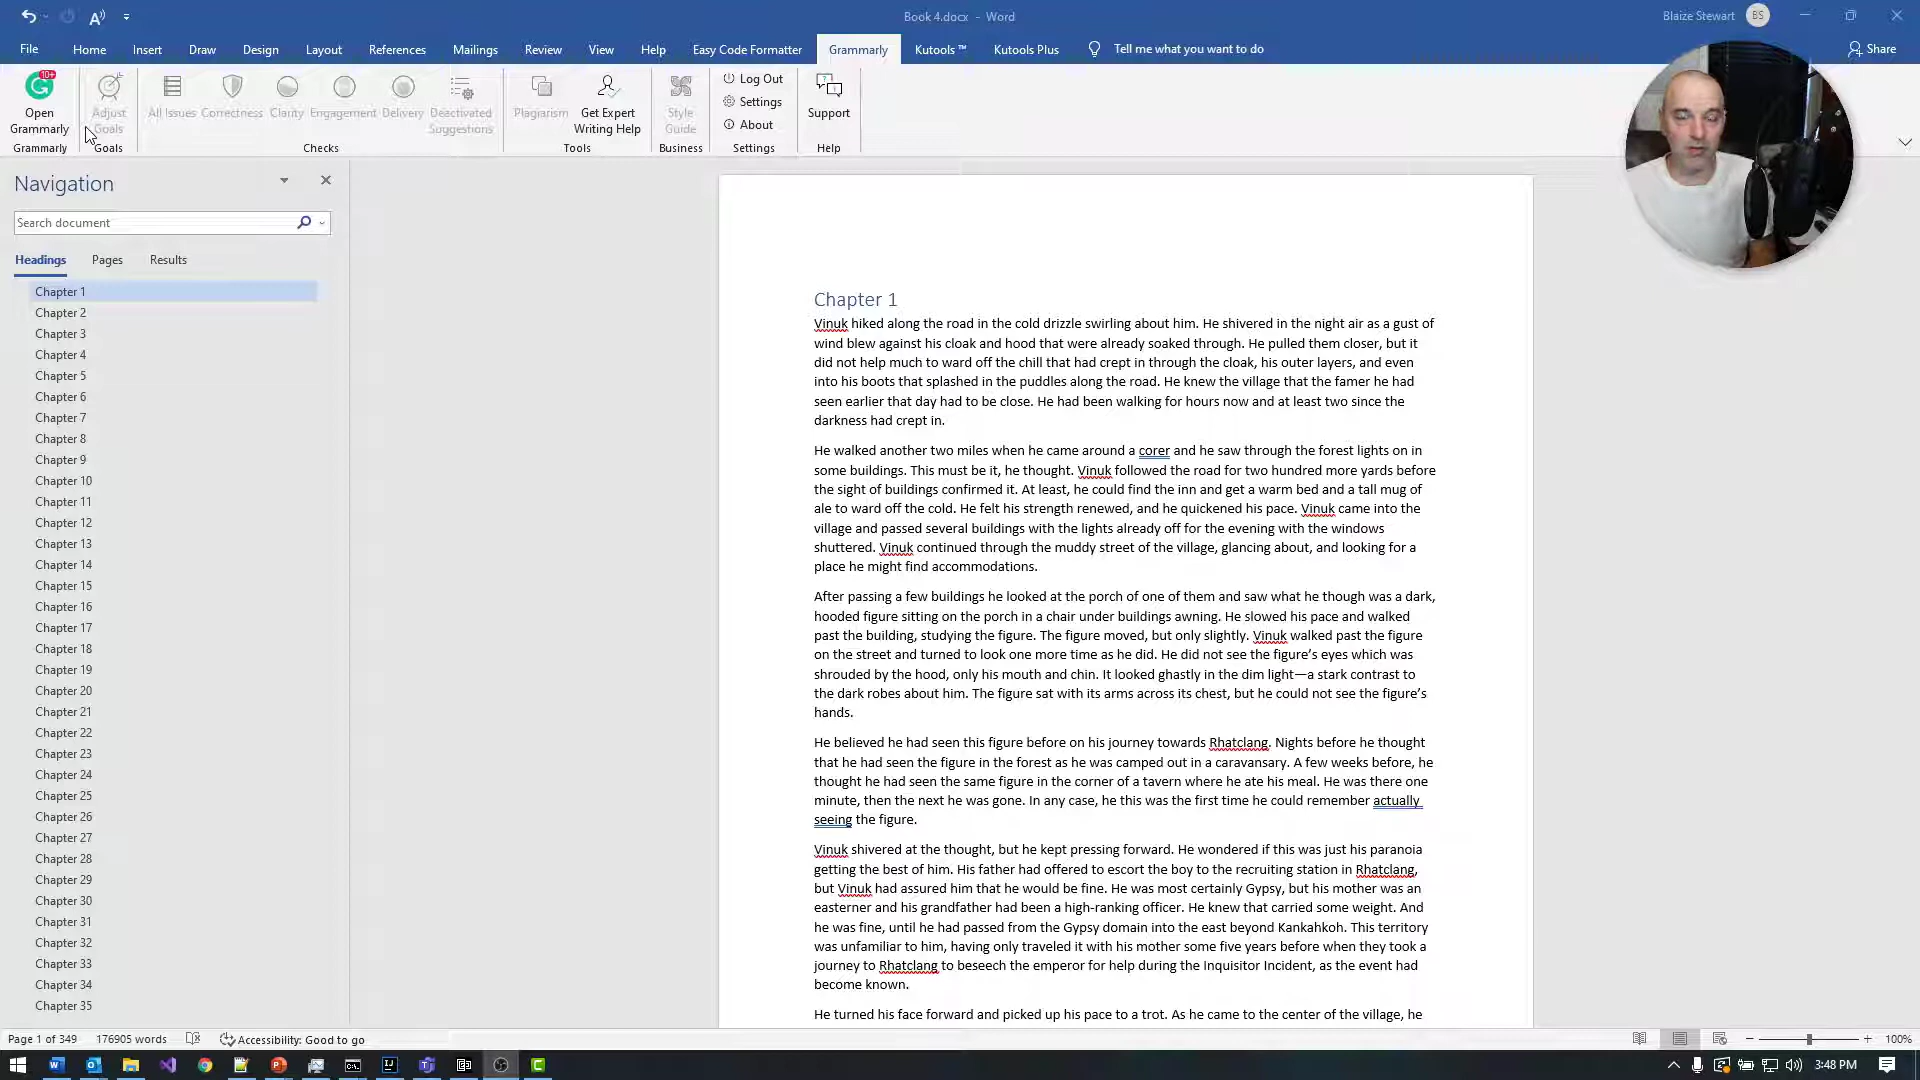 Book 4.docx - Word
Blaize Stewart
BS
File
Home
Insert
Draw
Design
Layout
References
Mailings
Review
View
Help
Easy Code Formatter
Grammarly
Kutools ™
Kutools Plus
Tell me what you want to do
Share
10+
Open Grammarly
Adjust Goals
All Issues
Correctness
Clarity
Engagement
Delivery
Deactivated Suggestions
Plagiarism
Get Expert Writing Help
Style Guide
Log Out
Settings
About
Support
Grammarly
Goals
Checks
Tools
Business
Settings
Help
Navigation
Search document
Headings
Pages
Results
Chapter 1
Chapter 2
Chapter 3
Chapter 4
Chapter 5
Chapter 6
Chapter 7
Chapter 8
Chapter 9
Chapter 10
Chapter 11
Chapter 12
Chapter 13
Chapter 14
Chapter 15
Chapter 16
Chapter 17
Chapter 18
Chapter 19
Chapter 20
Chapter 21
Chapter 22
Chapter 23
Chapter 24
Chapter 25
Chapter 26
Chapter 27
Chapter 28
Chapter 29
Chapter 30
Chapter 31
Chapter 32
Chapter 33
Chapter 34
Chapter 35
Chapter 1
Vinuk hiked along the road in the cold drizzle swirling about him. He shivered in the night air as a gust of
wind blew against his cloak and hood that were already soaked through. He pulled them closer, but it
did not help much to ward off the chill that had crept in through the cloak, his outer layers, and even
into his boots that splashed in the puddles along the road. He knew the village that the famer he had
seen earlier that day had to be close. He had been walking for hours now and at least two since the
darkness had crept in.
He walked another two miles when he came around a corer and he saw through the forest lights on in
some buildings. This must be it, he thought. Vinuk followed the road for two hundred more yards before
the sight of buildings confirmed it. At least, he could find the inn and get a warm bed and a tall mug of
ale to ward off the cold. He felt his strength renewed, and he quickened his pace. Vinuk came into the
village and passed several buildings with the lights already off for the evening with the windows
shuttered. Vinuk continued through the muddy street of the village, glancing about, and looking for a
place he might find accommodations.
After passing a few buildings he looked at the porch of one of them and saw what he though was a dark,
hooded figure sitting on the porch in a chair under buildings awning. He slowed his pace and walked
past the building, studying the figure. The figure moved, but only slightly. Vinuk walked past the figure
on the street and turned to look one more time as he did. He did not see the figure's eyes which was
shrouded by the hood, only his mouth and chin. It looked ghastly in the dim light—a stark contrast to
the dark robes about him. The figure sat with its arms across its chest, but he could not see the figure's
hands.
He believed he had seen this figure before on his journey towards Rhatclang. Nights before he thought
that he had seen the figure in the forest as he was camped out in a caravansary. A few weeks before, he
thought he had seen the same figure in the corner of a tavern where he ate his meal. He was there one
minute, then the next he was gone. In any case, he this was the first time he could remember actually
seeing the figure.
Vinuk shivered at the thought, but he kept pressing forward. He wondered if this was just his paranoia
getting the best of him. His father had offered to escort the boy to the recruiting station in Rhatclang,
but Vinuk had assured him that he would be fine. He was most certainly Gypsy, but his mother was an
easterner and his grandfather had been a high-ranking officer. He knew that carried some weight. And
he was fine, until he had passed from the Gypsy domain into the east beyond Kankahkoh. This territory
was unfamiliar to him, having only traveled it with his mother some five years before when they took a
journey to Rhatclang to beseech the emperor for help during the Inquisitor Incident, as the event had
become known.
He turned his face forward and picked up his pace to a trot. As he came to the center of the village, he
Page 1 of 349
176905 words
Accessibility: Good to go
100%
3:48 PM